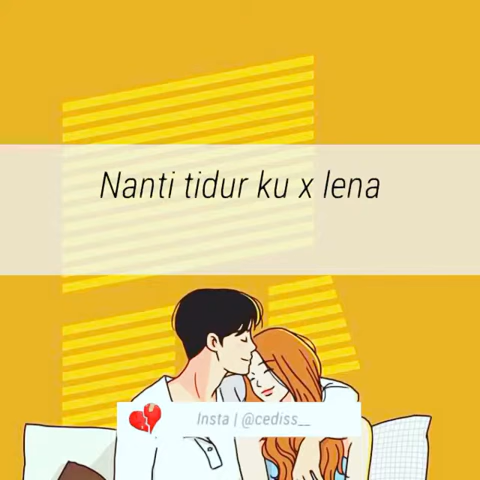 Nanti tidur ku x lena
Insta | @cediss__